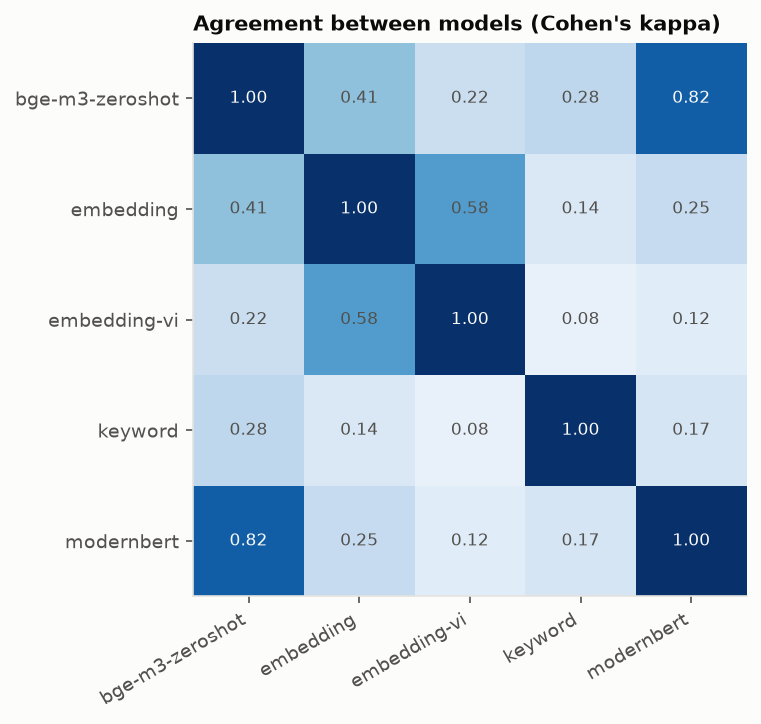 Agreement between models (Cohen's kappa)
bge-m3-zeroshot 1.00 0.41 0.22 0.28 0.82
embedding 0.41 1.00 0.58 0.14 0.25
embedding-vi 0.22 0.58 1.00 0.08 0.12
keyword 0.28 0.14 0.08 1.00 0.17
modernbert 0.82 0.25 0.12 0.17 1.00
bge-m3-zeroshot embedding embedding-vi keyword modernbert